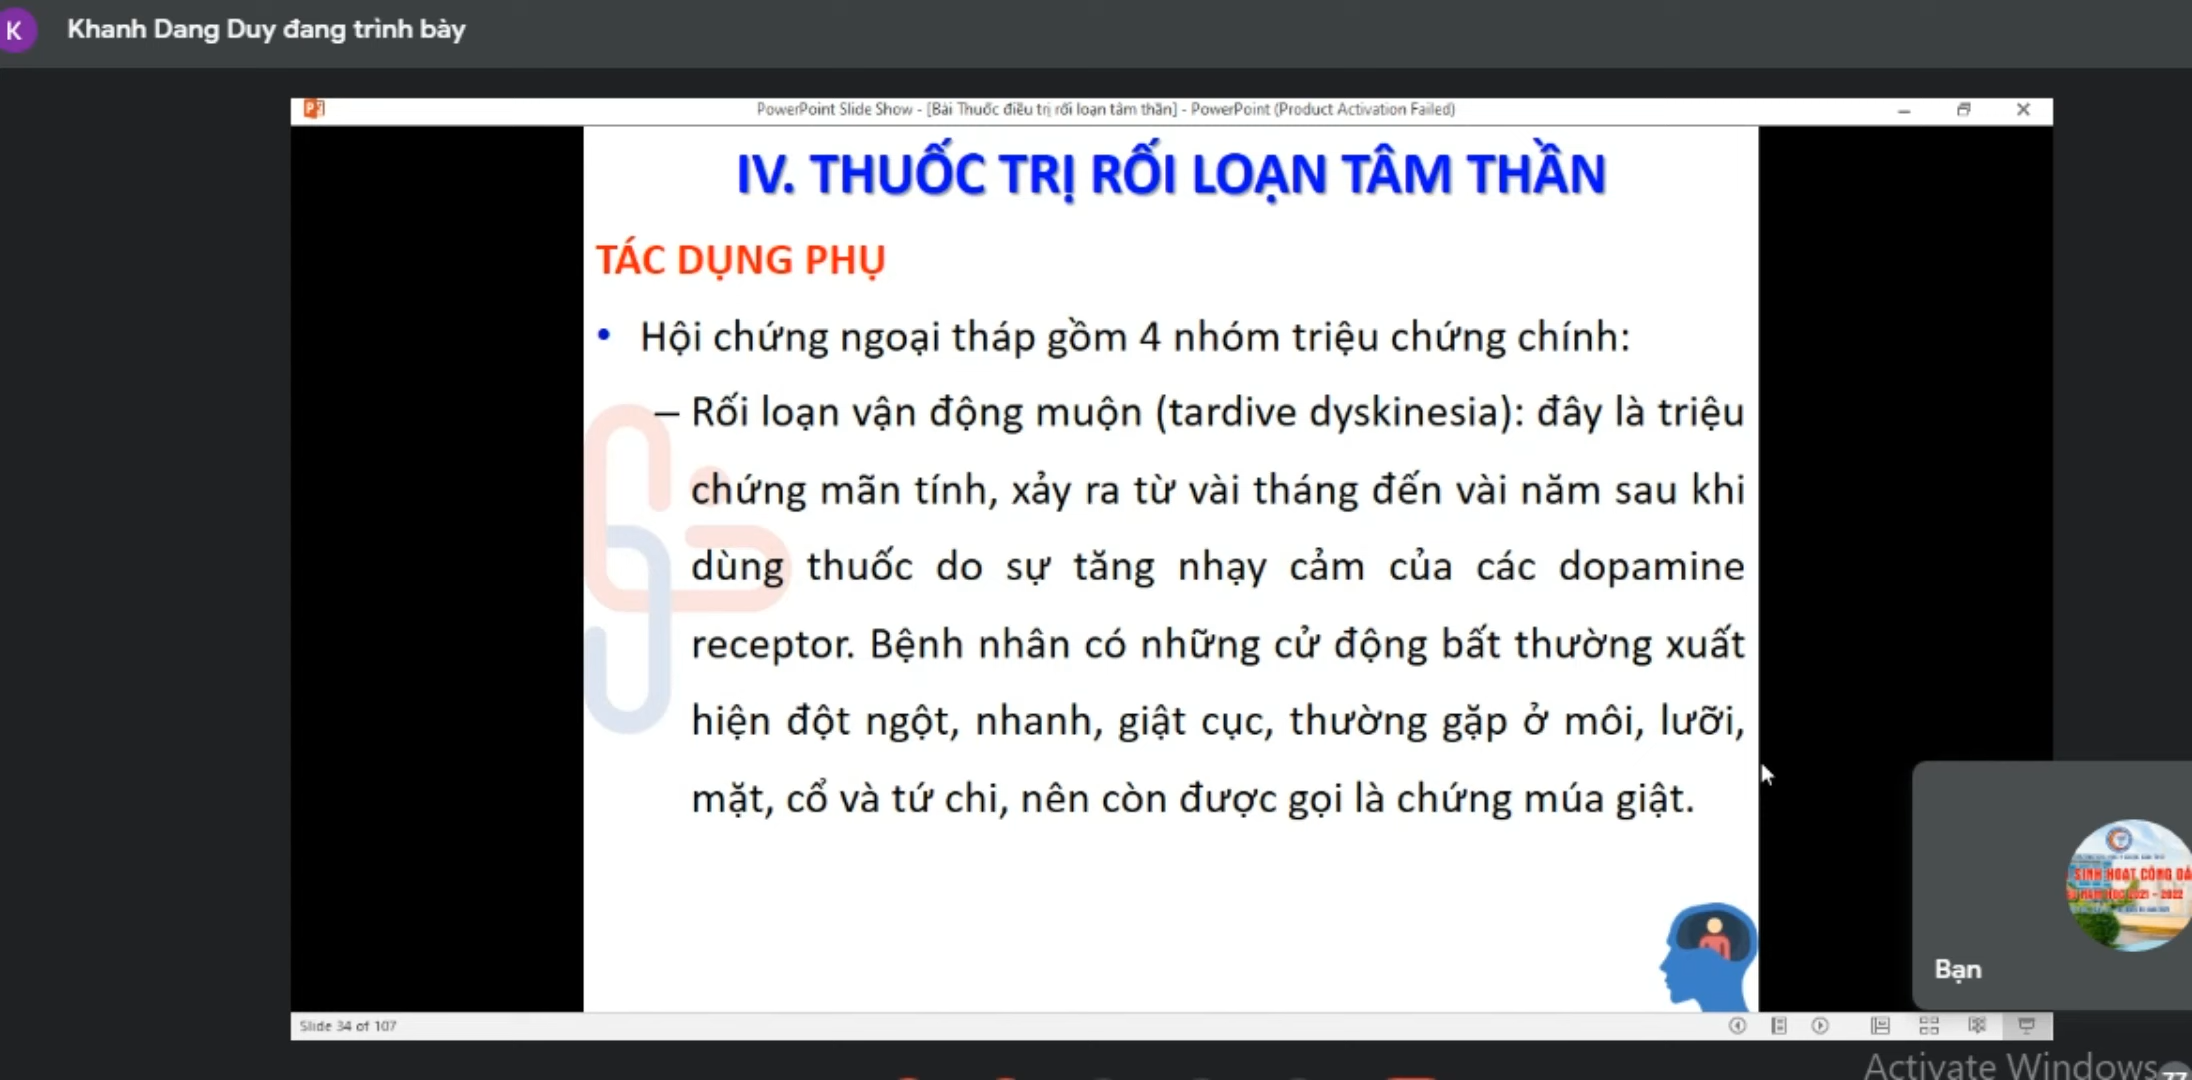 K Khanh Dang Duy đang trình bày
PowerPoint Slide Show - [Bài Thuốc điều trị rối loạn tâm thần] - PowerPoint (Product Activation Failed)
IV. THUỐC TRỊ RỐI LOẠN TÂM THẦN
TÁC DỤNG PHỤ
• Hội chứng ngoại tháp gồm 4 nhóm triệu chứng chính:
– Rối loạn vận động muộn (tardive dyskinesia): đây là triệu
chứng mãn tính, xảy ra từ vài tháng đến vài năm sau khi
dùng thuốc do sự tăng nhạy cảm của các dopamine
receptor. Bệnh nhân có những cử động bất thường xuất
hiện đột ngột, nhanh, giật cục, thường gặp ở môi, lưỡi,
mặt, cổ và tứ chi, nên còn được gọi là chứng múa giật.
SINH HOẠT CÔNG
2021 - 2022
Bạn
Slide 34 of 107
Activate Windows
77